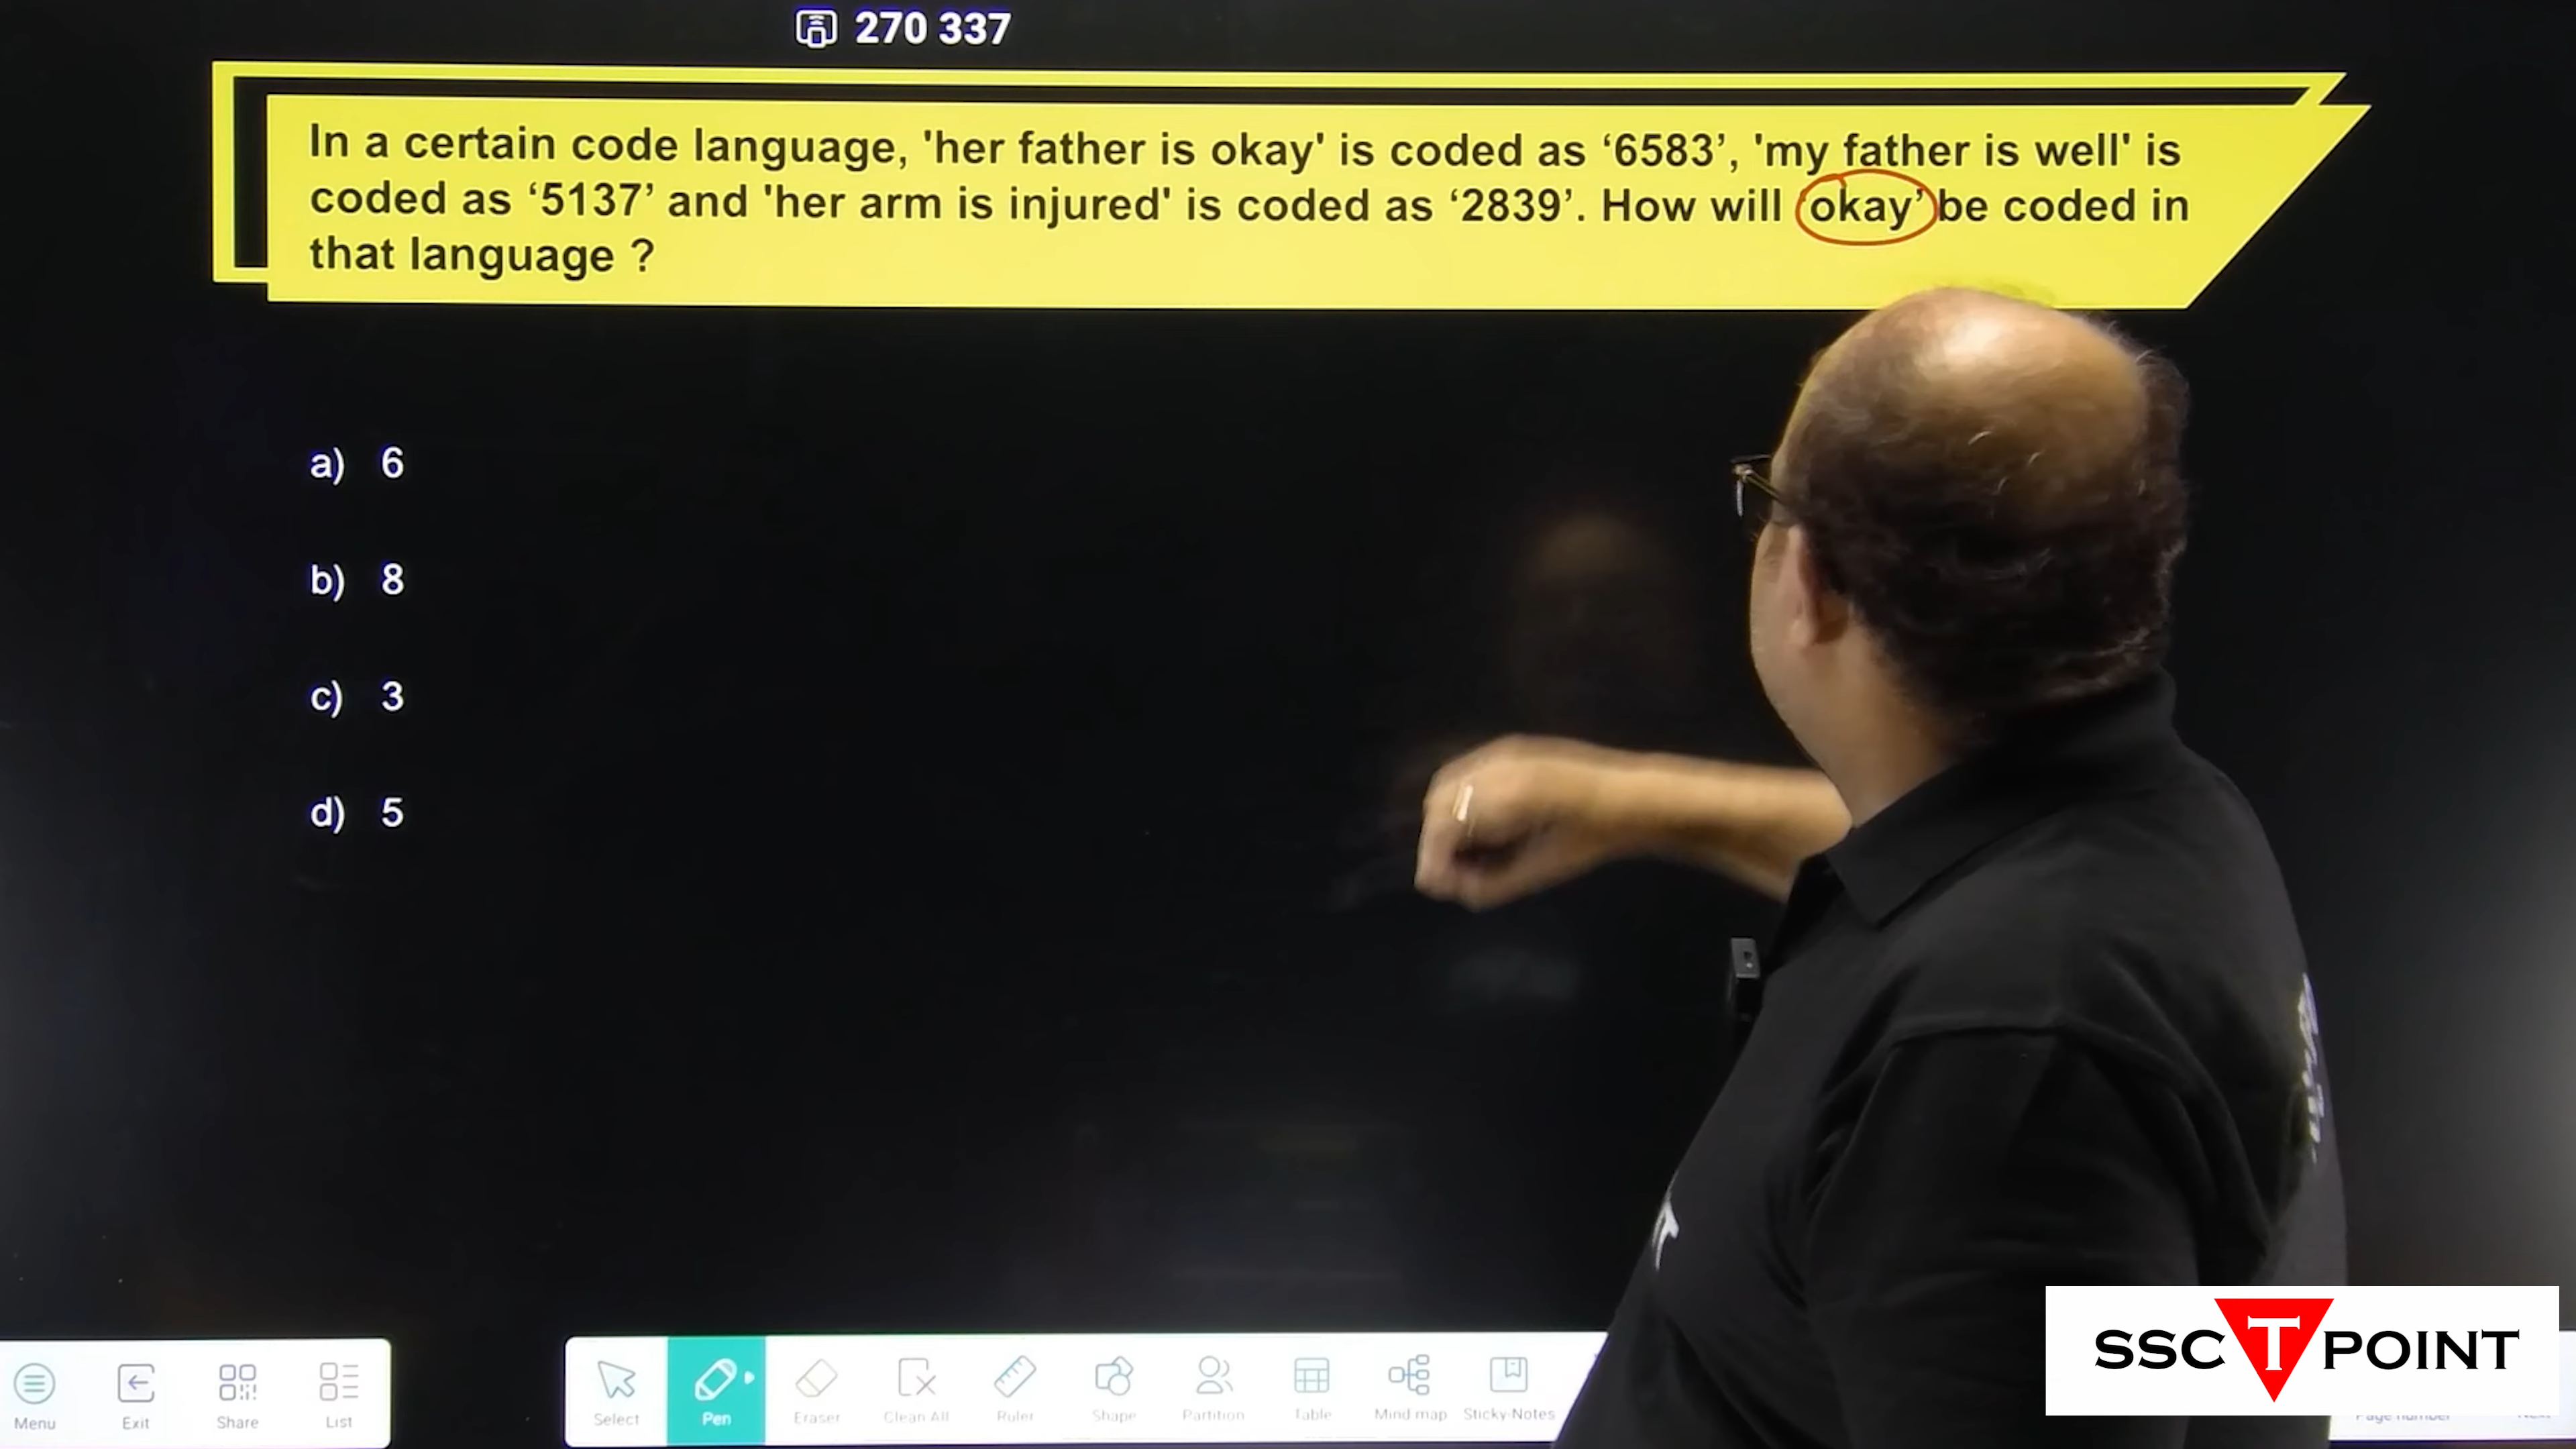 270 337
In a certain code language, 'her father is okay' is coded as ‘6583’, 'my father is well' is
coded as ‘5137’ and 'her arm is injured' is coded as ‘2839’. How will ‘okay’ be coded in
that language ?
a) 6
b) 8
c) 3
d) 5
Menu Exit Share List Select Pen Eraser Clean All Ruler Shape Partition Table Mind map Sticky-Notes
SSC T POINT